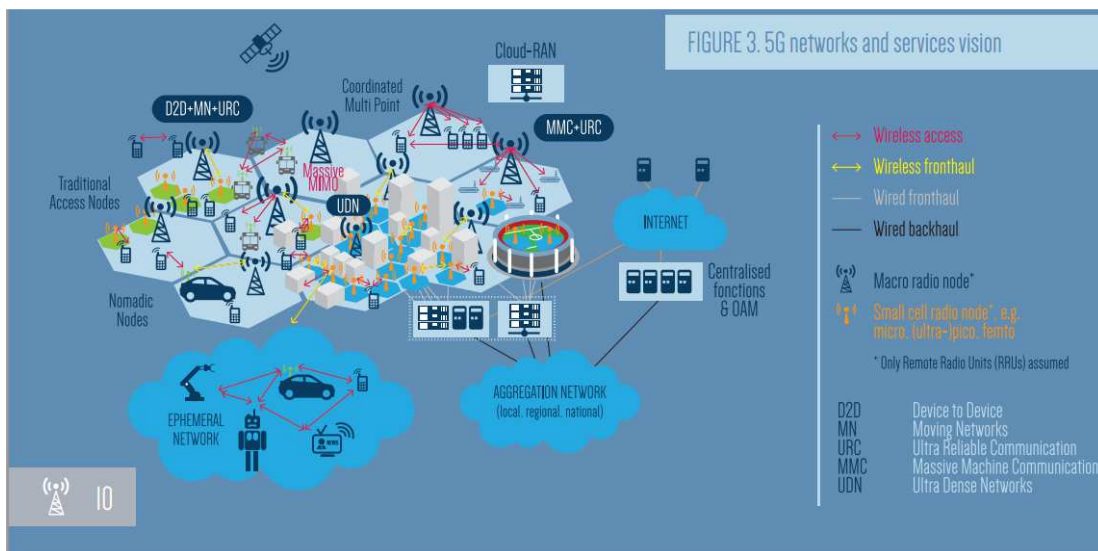 FIGURE 3. 5G networks and services vision
Cloud-RAN
Coordinated
Multi Point
D2D+MN+URC
MMC+URC
Massive
MIMO
Traditional
Access Nodes
UDN
INTERNET
Nomadic
Nodes
Centralised
fonctions
& OAM
AGGREGATION NETWORK
(local, regional, national)
EPHEMERAL
NETWORK
Wireless access
Wireless fronthaul
Wired fronthaul
Wired backhaul
Macro radio node*
Small cell radio node*, e.g.
micro, (ultra-)pico, femto
* Only Remote Radio Units (RRUs) assumed
D2D Device to Device
MN Moving Networks
URC Ultra Reliable Communication
MMC Massive Machine Communication
UDN Ultra Dense Networks
10